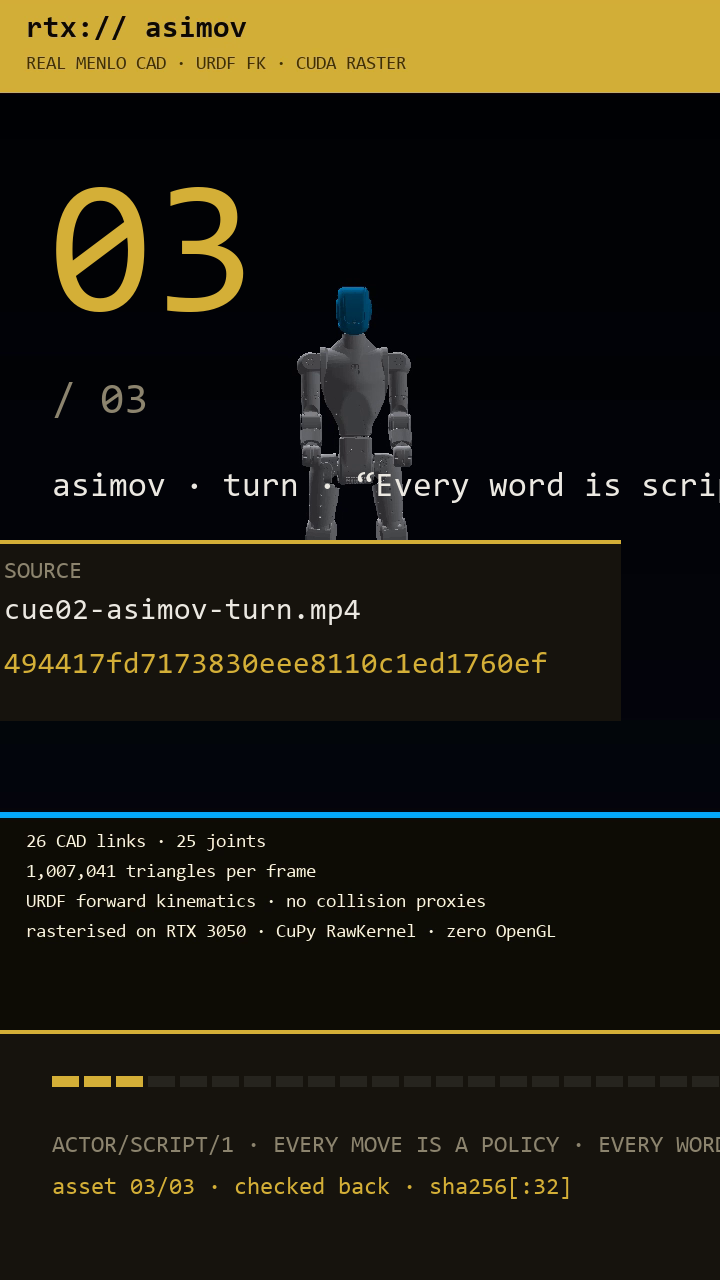 rtx:// asimov
REAL MENLO CAD · URDF FK · CUDA RASTER
03
/ 03
asimov · turn · “Every word is scrip
SOURCE
cue02-asimov-turn.mp4
494417fd7173830eee8110c1ed1760ef
26 CAD links · 25 joints
1,007,041 triangles per frame
URDF forward kinematics · no collision proxies
rasterised on RTX 3050 · CuPy RawKernel · zero OpenGL
ACTOR/SCRIPT/1 · EVERY MOVE IS A POLICY · EVERY WORD
asset 03/03 · checked back · sha256[:32]